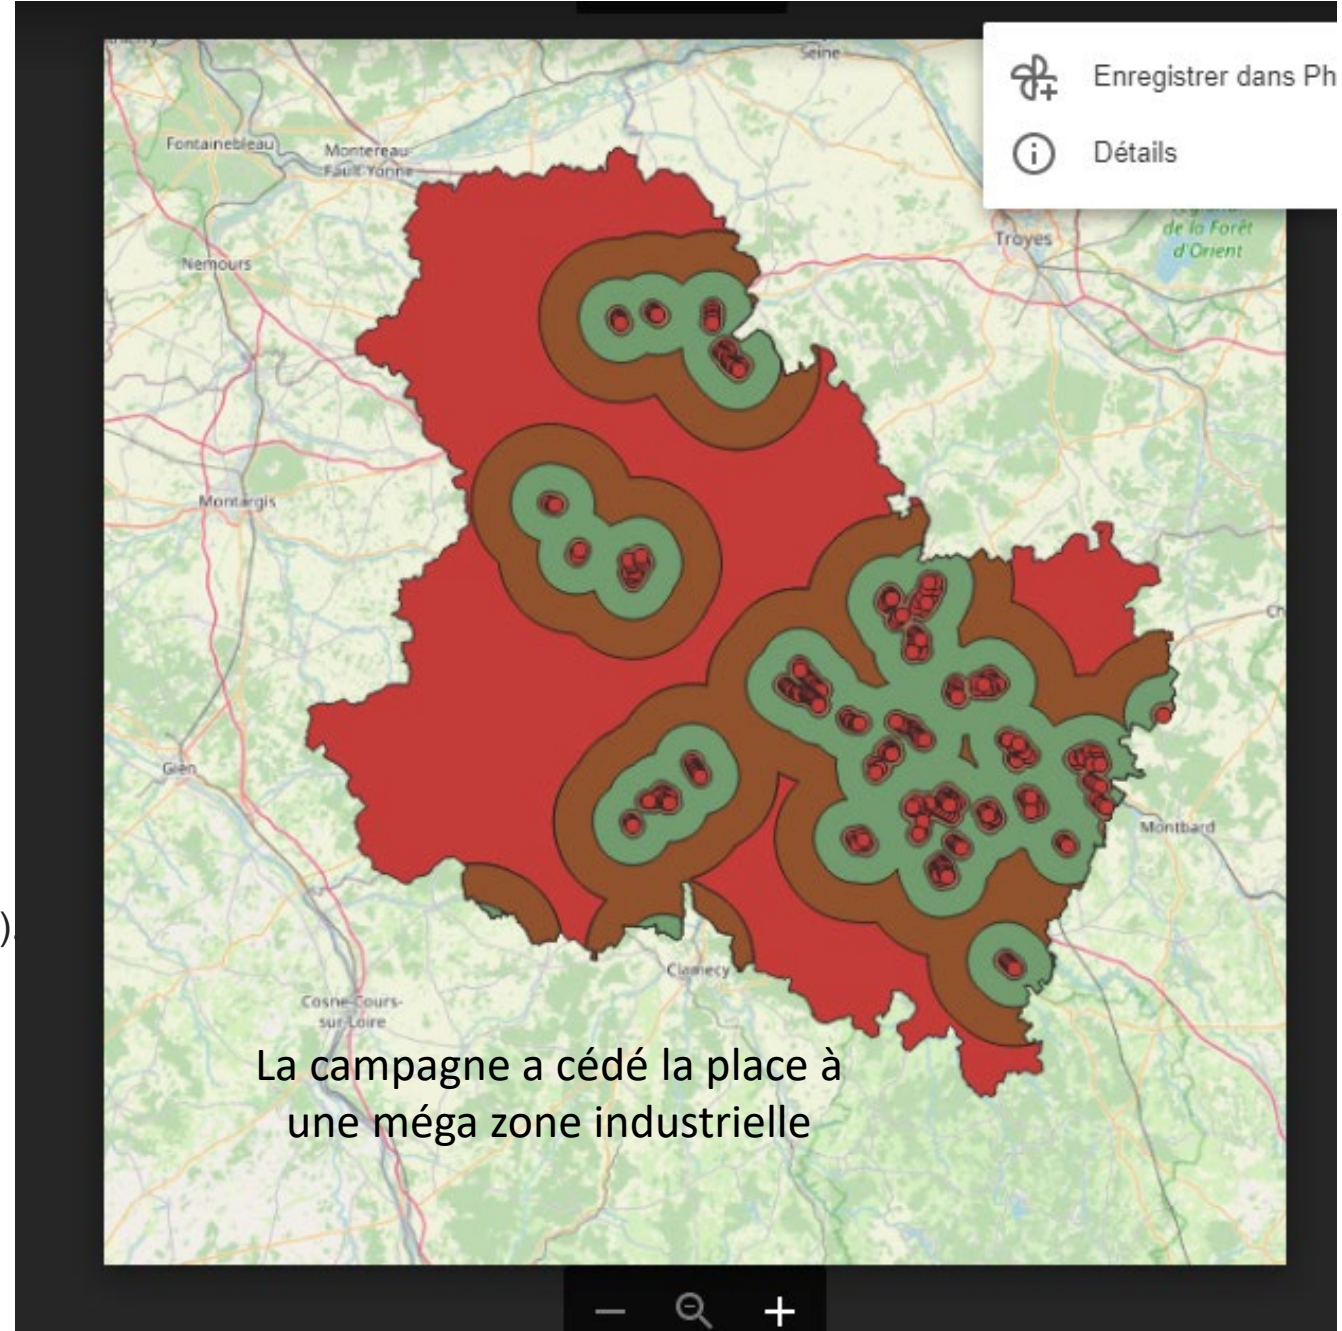 Seine
Enregistrer dans Ph
Fontainebleau
Montereau-
Fault-Yonne
Détails
Troyes
de la Forêt
d'Orient
Nemours
Montargis
Ch
Gien
Montbard
).
Clamecy
Cosne-Cours-
sur-Loire
La campagne a cédé la place à
une méga zone industrielle